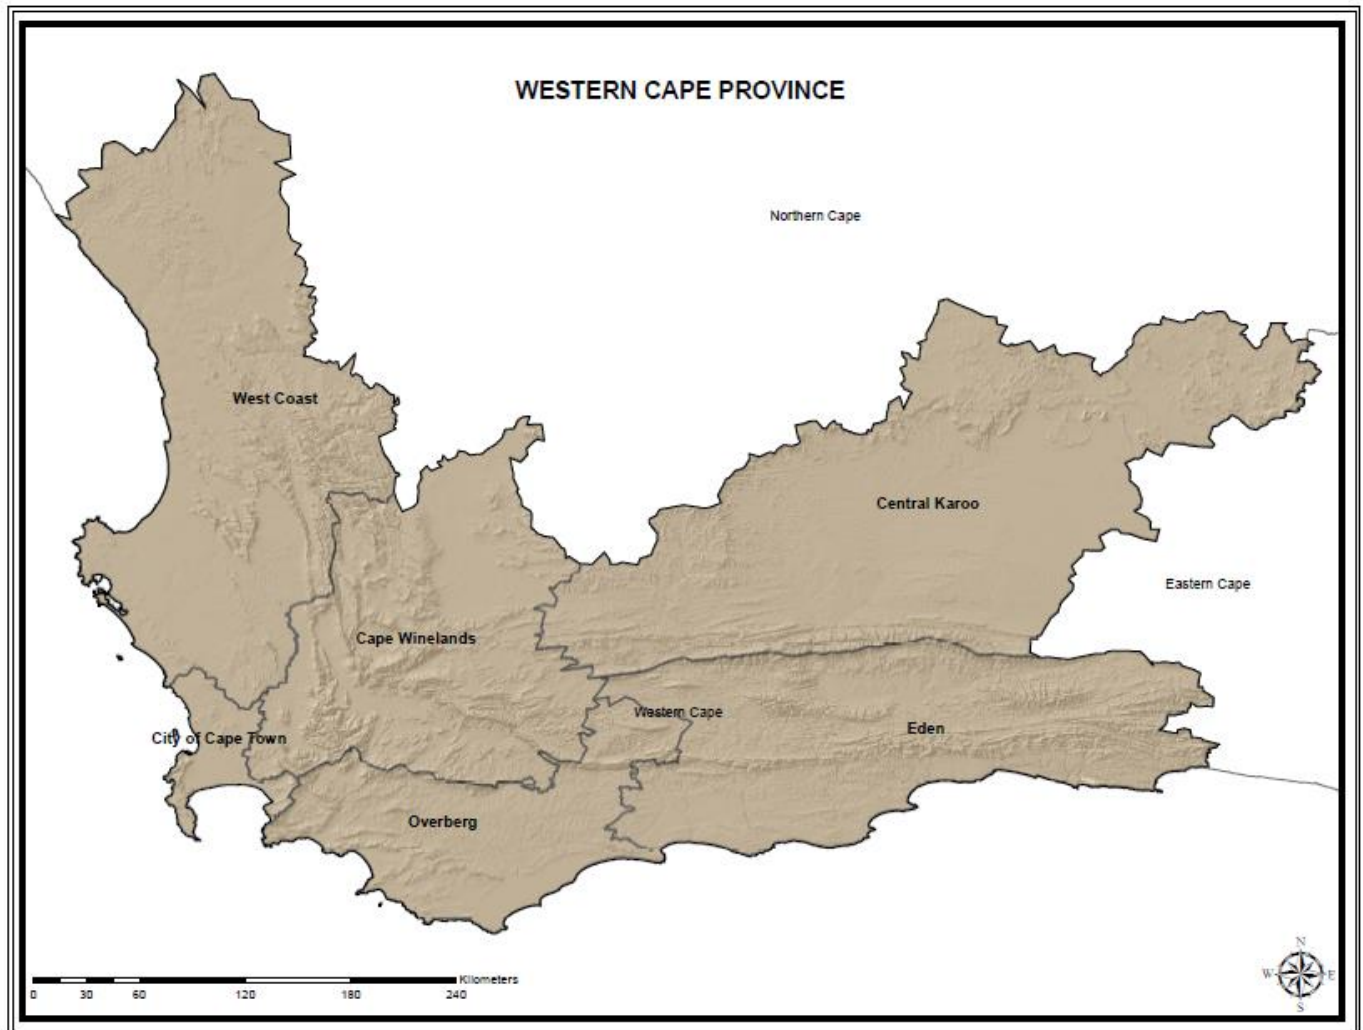 WESTERN CAPE PROVINCE
Northern Cape
West Coast
Central Karoo
Eastern Cape
Cape Winelands
Western Cape
Eden
City of Cape Town
Overberg
N
W E
S
Kilometers
0 30 60 120 180 240